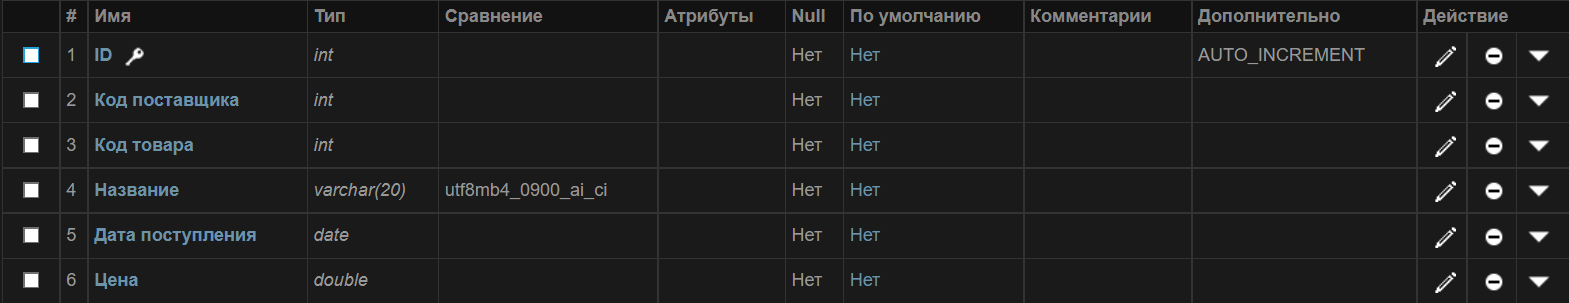 # Имя Тип Сравнение Атрибуты Null По умолчанию Комментарии Дополнительно Действие
1 ID int Нет Нет AUTO_INCREMENT
2 Код поставщика int Нет Нет
3 Код товара int Нет Нет
4 Название varchar(20) utf8mb4_0900_ai_ci Нет Нет
5 Дата поступления date Нет Нет
6 Цена double Нет Нет